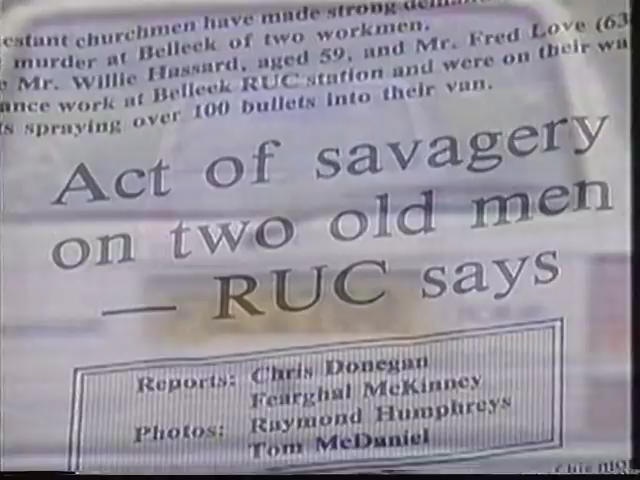 estant churchmen have made strong
murder at Belleek of two workmen.
Mr. Willie Hassard, aged 59, and Mr. Fred Love (63
ance work at Belleek RUC station and were on their wa
s spraying over 100 bullets into their van.
Act of savagery
on two old men
— RUC says
Reports: Chris Donegan
Fearghal McKinney
Photos: Raymond Humphreys
Tom McDaniel